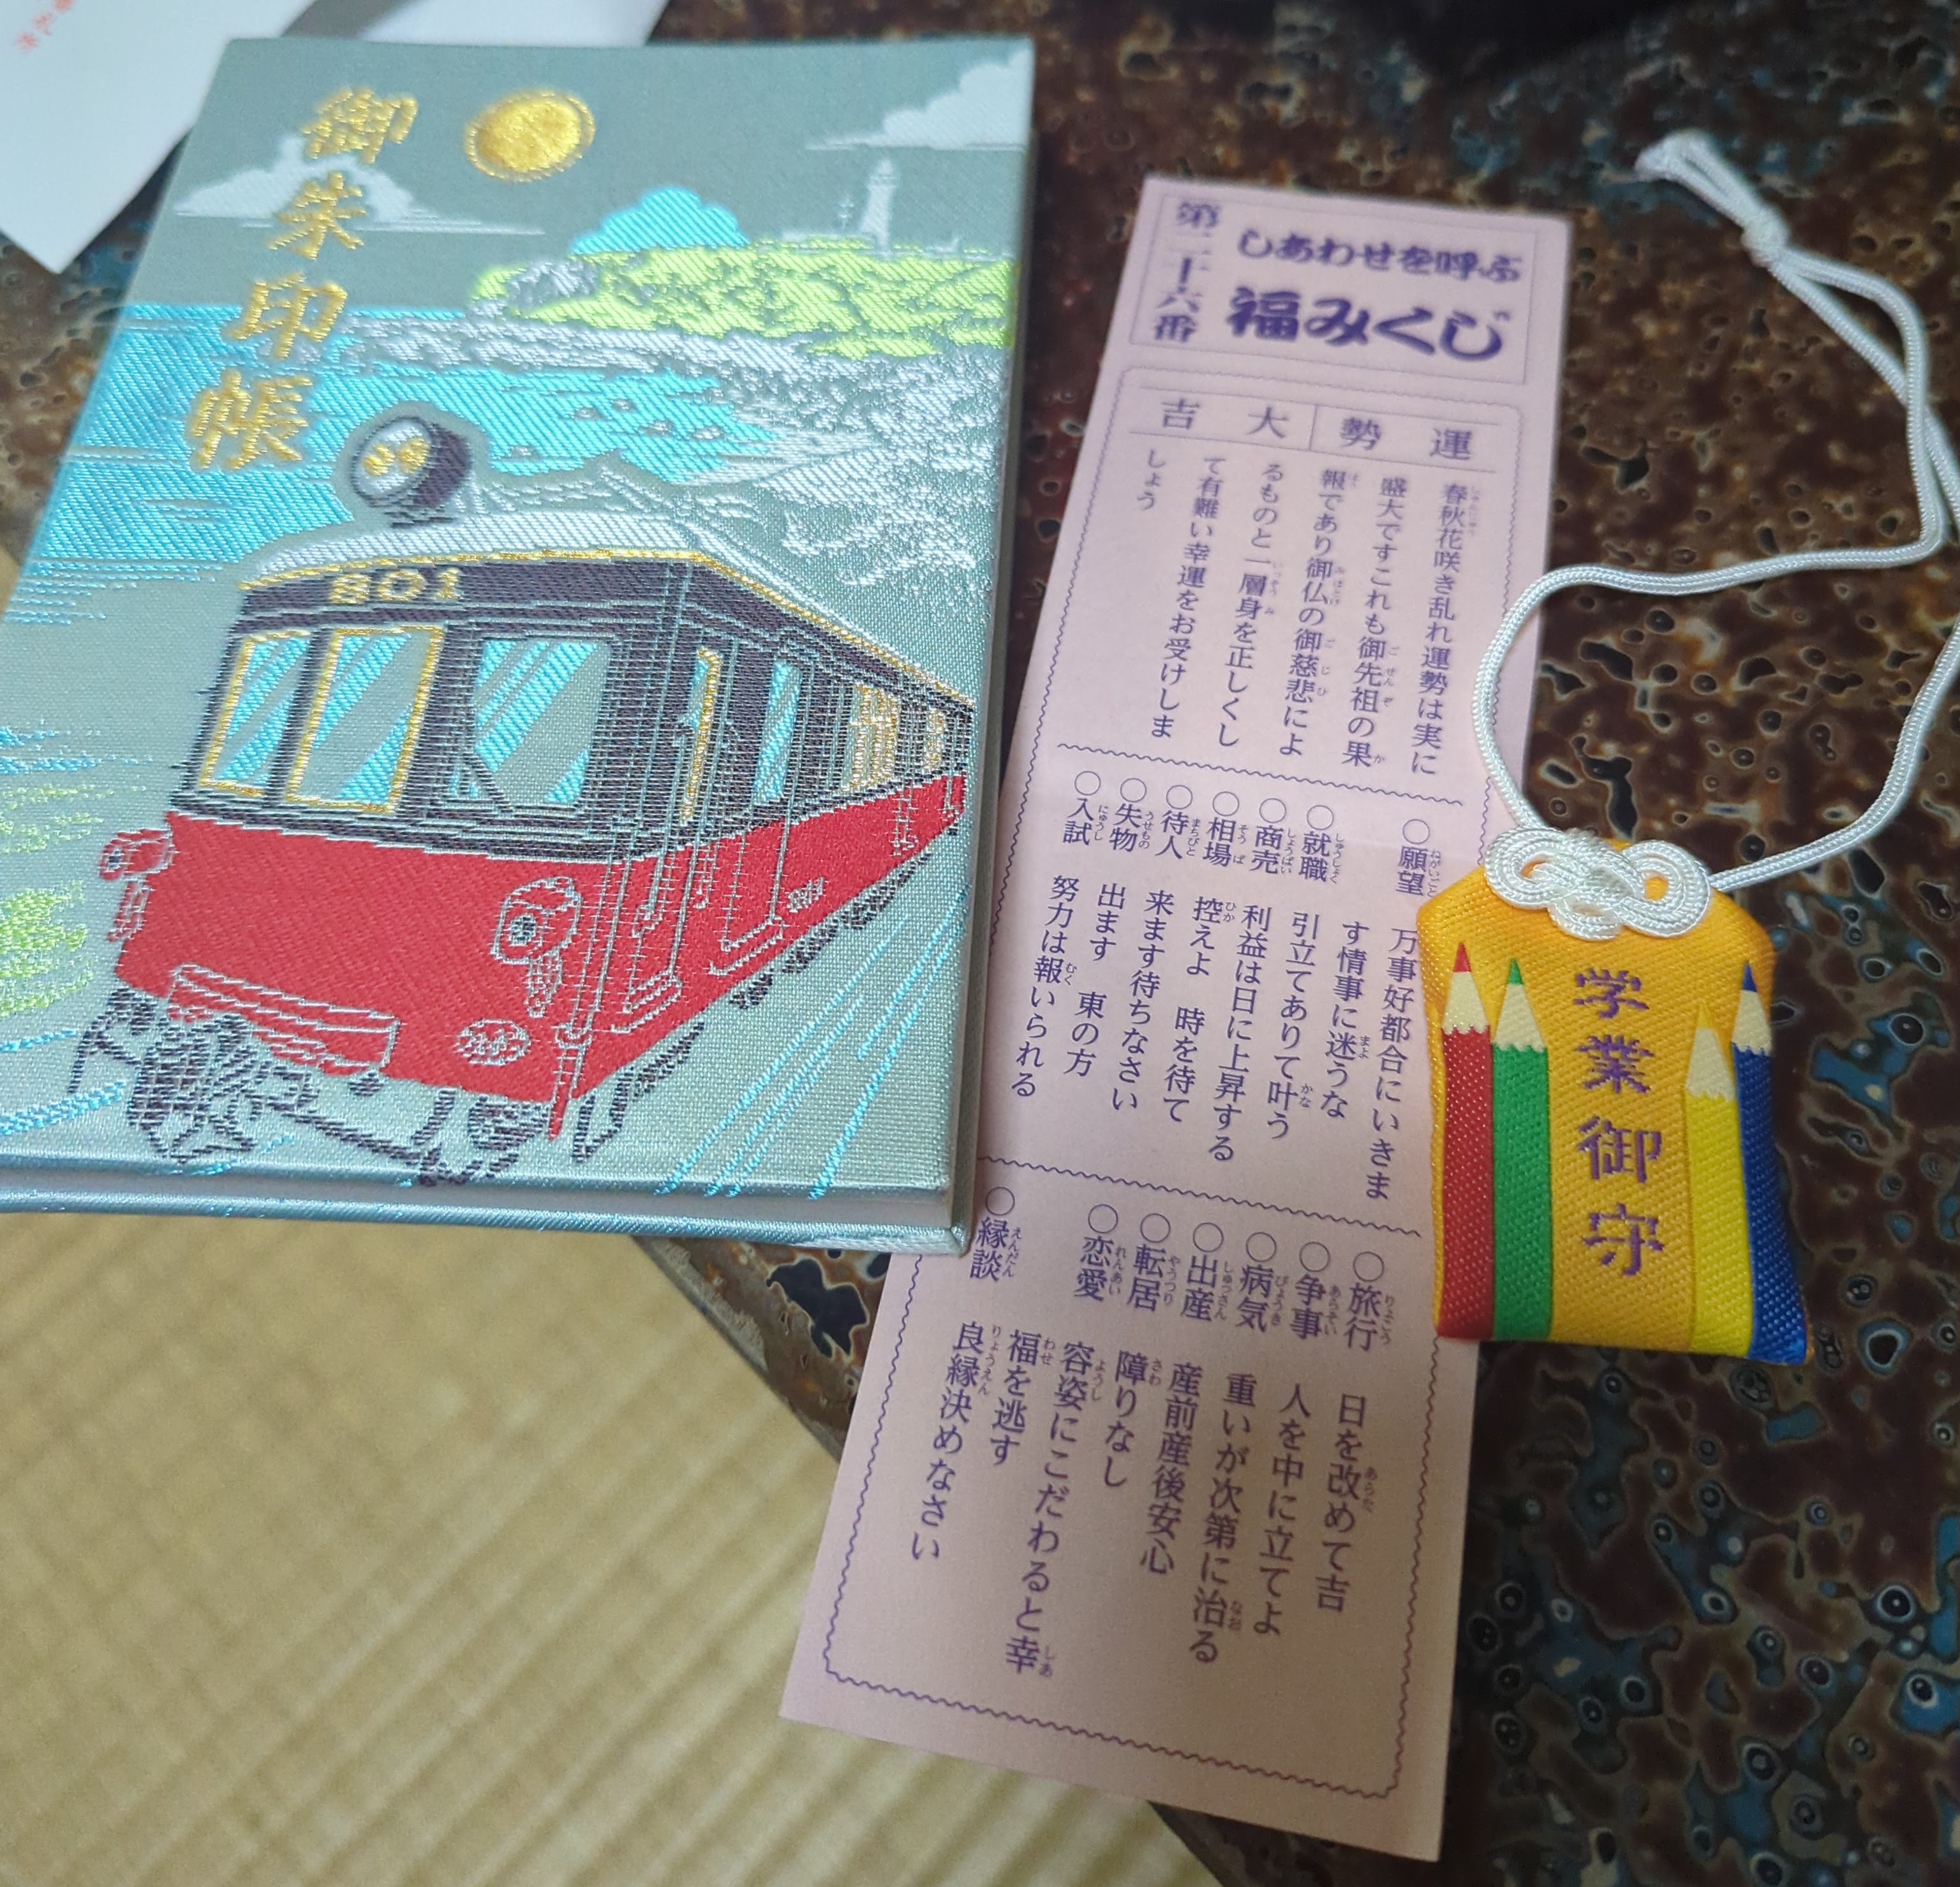 御朱印帳
801
しあわせを呼ぶ
福みくじ
第二十六番
運勢 大吉
春秋花咲き乱れ運勢は実に
盛大ですこれも御先祖の果
報であり御仏の御慈悲によ
るものと一層身を正しくし
て有難い幸運をお受けしま
しょう
○願望 万事好都合にいきま
す情事に迷うな
○就職 引立てありて叶う
○商売 利益は日に上昇する
○相場 控えよ 時を待て
○待人 来ます待ちなさい
○失物 出ます 東の方
○入試 努力は報いられる
○旅行 日を改めて吉
○争事 人を中に立てよ
○病気 重いが次第に治る
○出産 産前産後安心
○転居 障りなし
○恋愛 容姿にこだわると幸
福を逃す
○縁談 良縁決めなさい
学業御守